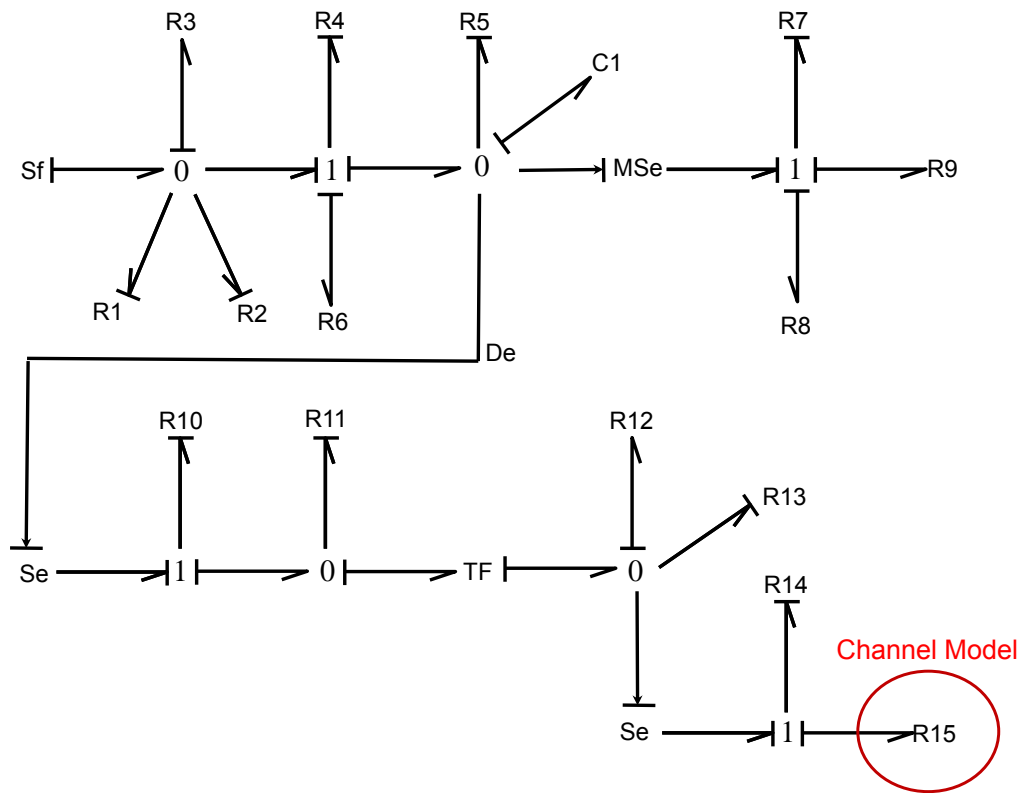 R3
R4
R5
R7
C1
Sf
0
1
0
MSe
1
R9
R1
R2
R6
R8
De
R10
R11
R12
R13
Se
1
0
TF
0
R14
Channel Model
Se
1
R15